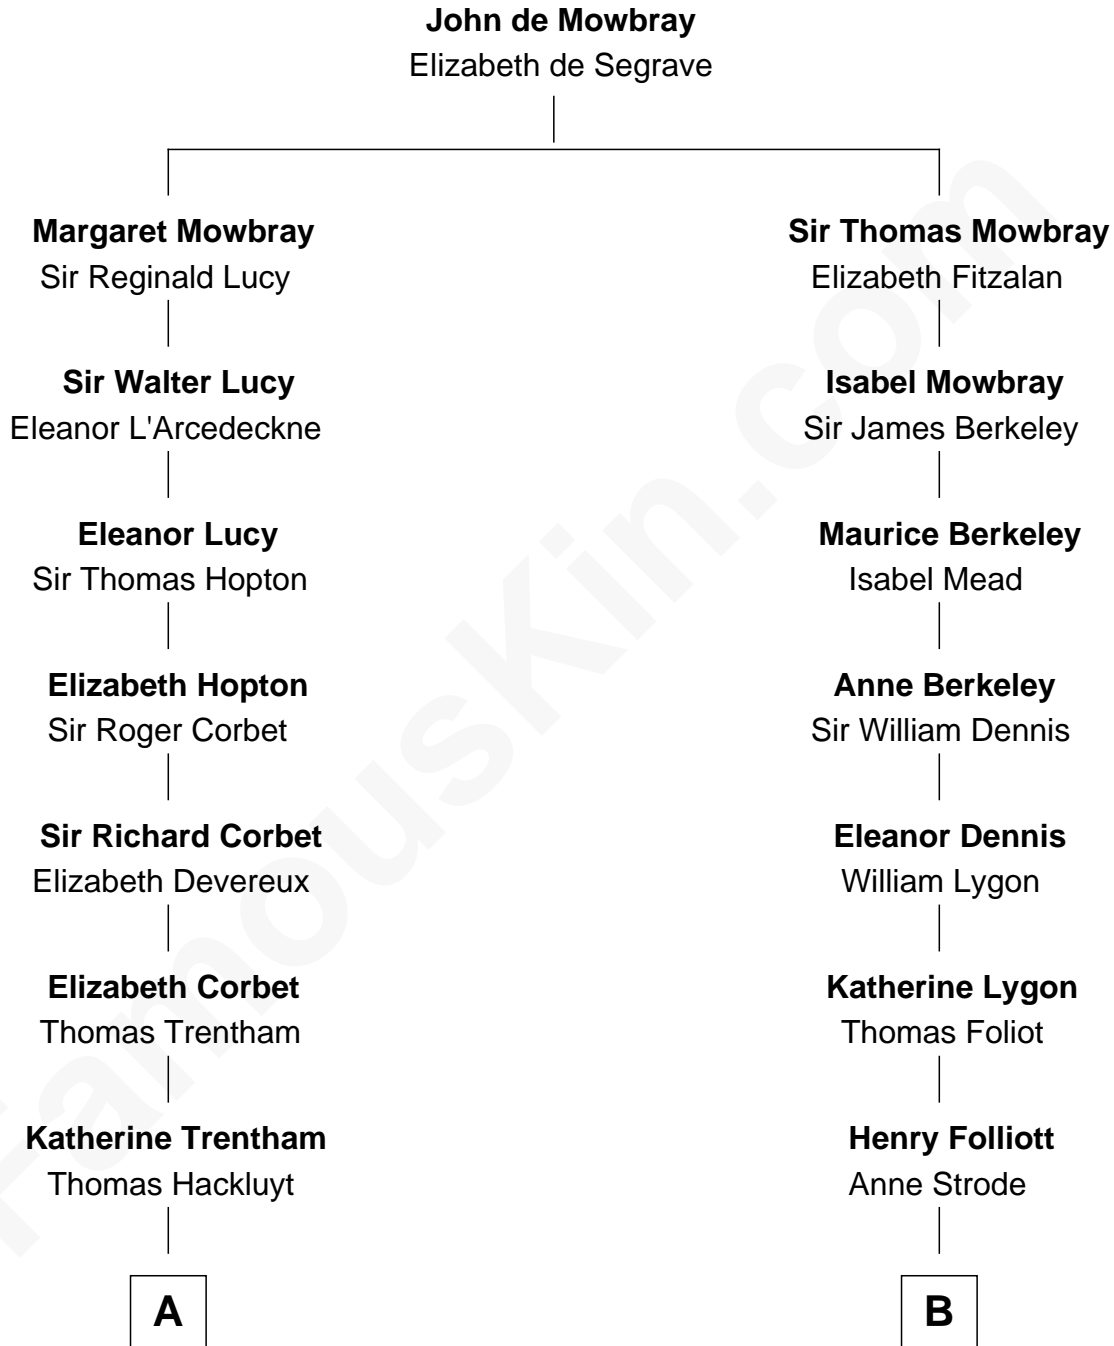 John de Mowbray
Elizabeth de Segrave
Margaret Mowbray
Sir Reginald Lucy
Sir Thomas Mowbray
Elizabeth Fitzalan
Sir Walter Lucy
Eleanor L'Arcedeckne
Isabel Mowbray
Sir James Berkeley
Eleanor Lucy
Sir Thomas Hopton
Maurice Berkeley
Isabel Mead
Elizabeth Hopton
Sir Roger Corbet
Anne Berkeley
Sir William Dennis
Sir Richard Corbet
Elizabeth Devereux
Eleanor Dennis
William Lygon
Elizabeth Corbet
Thomas Trentham
Katherine Lygon
Thomas Foliot
Katherine Trentham
Thomas Hackluyt
Henry Folliott
Anne Strode
A
B
FamousKin.com